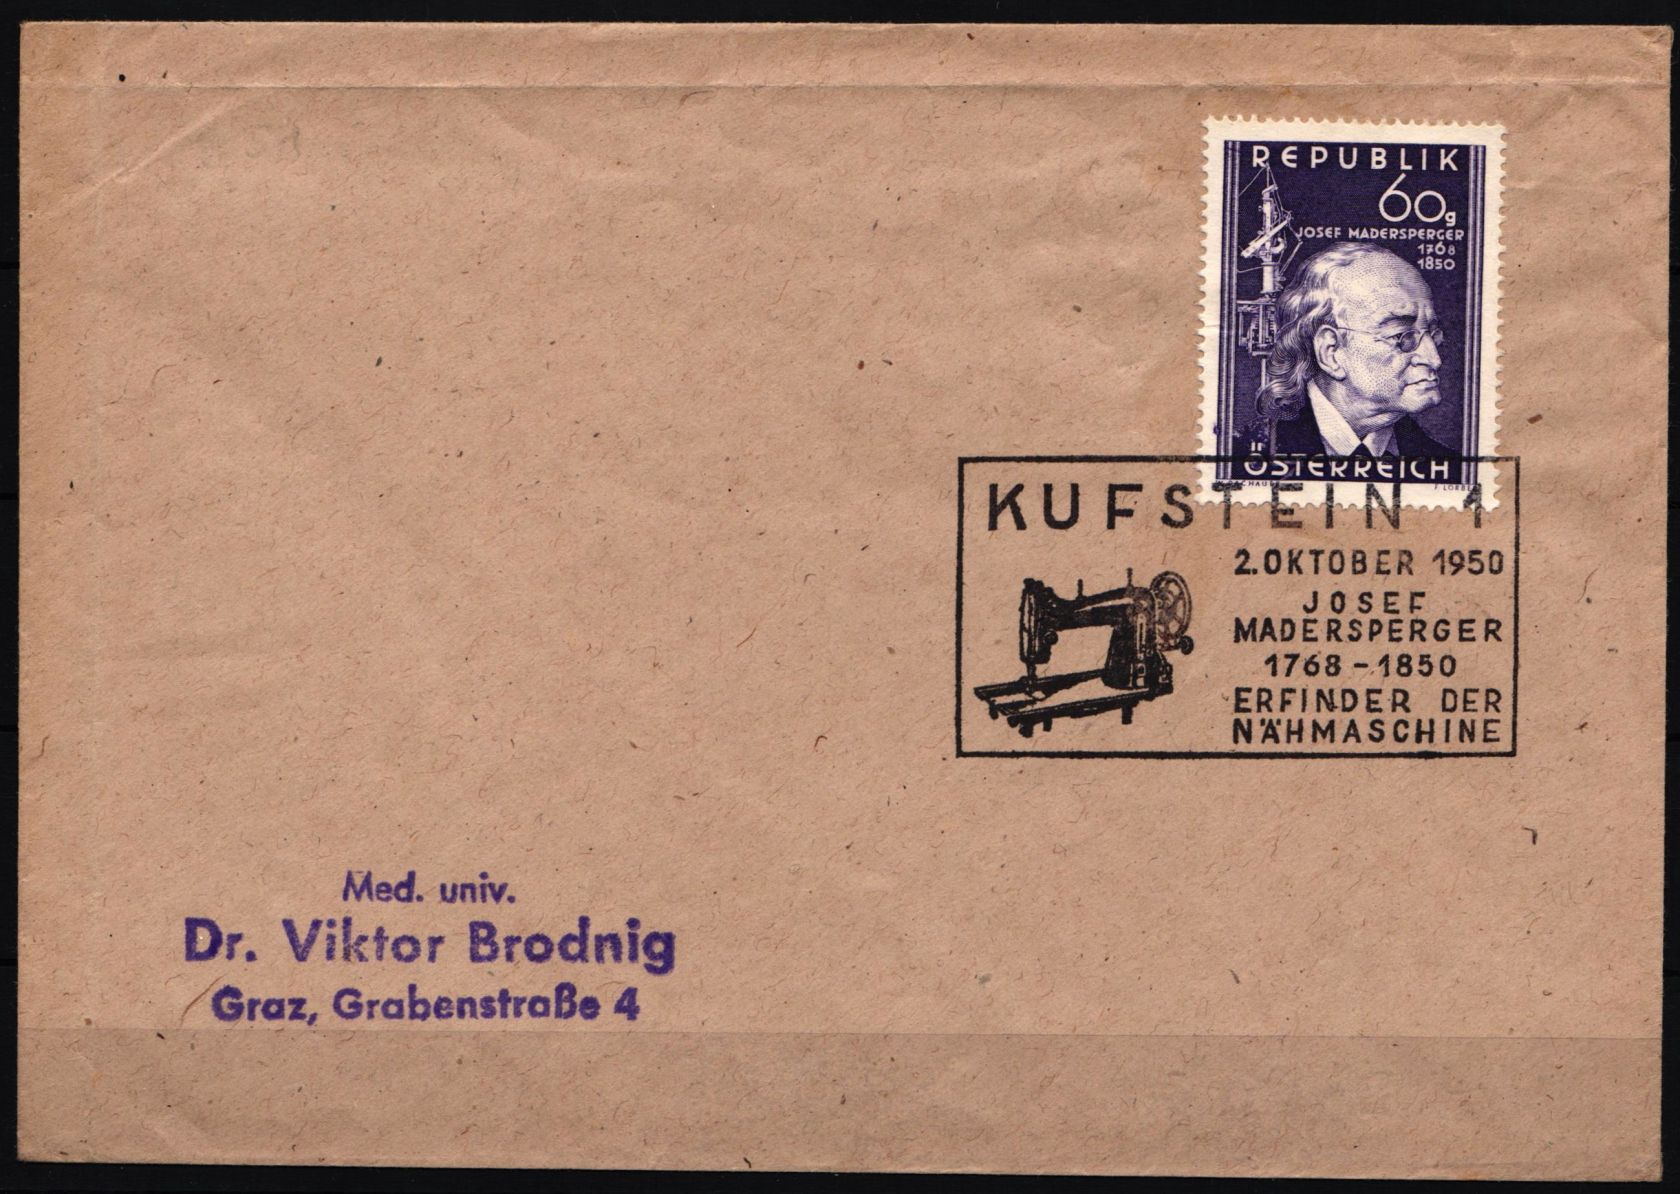 REPUBLIK
60g
JOSEF MADERSPERGER
1768
1850
ÖSTERREICH
KUFSTEIN 1
2. OKTOBER 1950
JOSEF
MADERSPERGER
1768 - 1850
ERFINDER DER
NÄHMASCHINE
Med. univ.
Dr. Viktor Brodnig
Graz, Grabenstraße 4